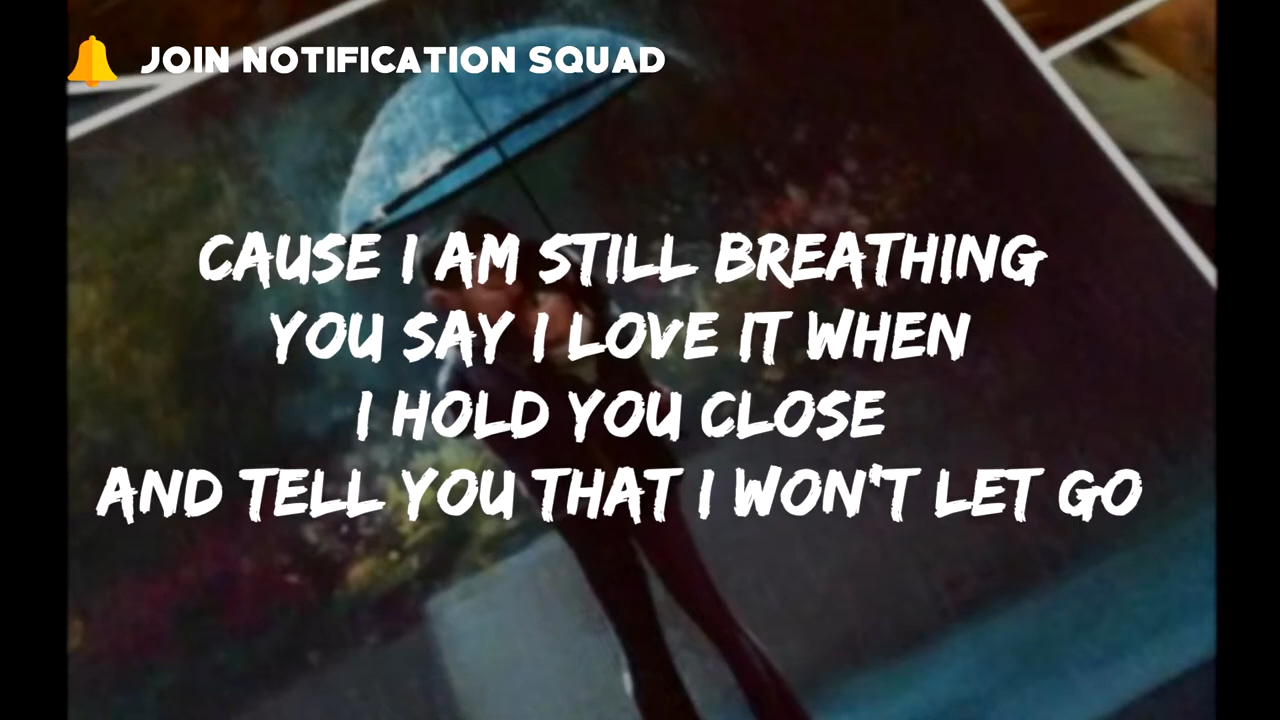 JOIN NOTIFICATION SQUAD
CAUSE I AM STILL BREATHING
YOU SAY I LOVE IT WHEN
I HOLD YOU CLOSE
AND TELL YOU THAT I WON'T LET GO